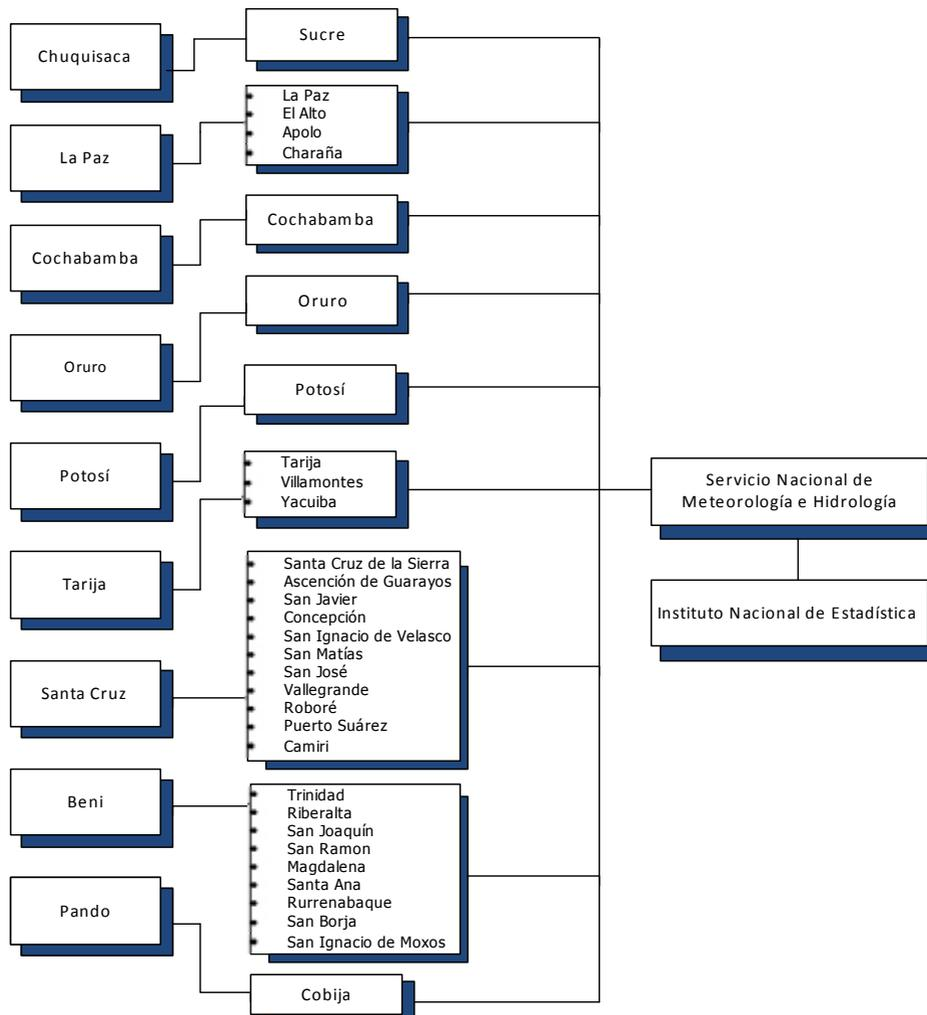 Chuquisaca
Sucre
La Paz
La Paz
El Alto
Apolo
Charaña
Cochabamba
Cochabamba
Oruro
Oruro
Potosí
Potosí
Tarija
Tarija
Villamontes
Yacuiba
Santa Cruz
Santa Cruz de la Sierra
Ascención de Guarayos
San Javier
Concepción
San Ignacio de Velasco
San Matías
San José
Vallegrande
Roboré
Puerto Suárez
Camiri
Beni
Trinidad
Riberalta
San Joaquín
San Ramon
Magdalena
Santa Ana
Rurrenabaque
San Borja
San Ignacio de Moxos
Pando
Cobija
Servicio Nacional de
Meteorología e Hidrología
Instituto Nacional de Estadística